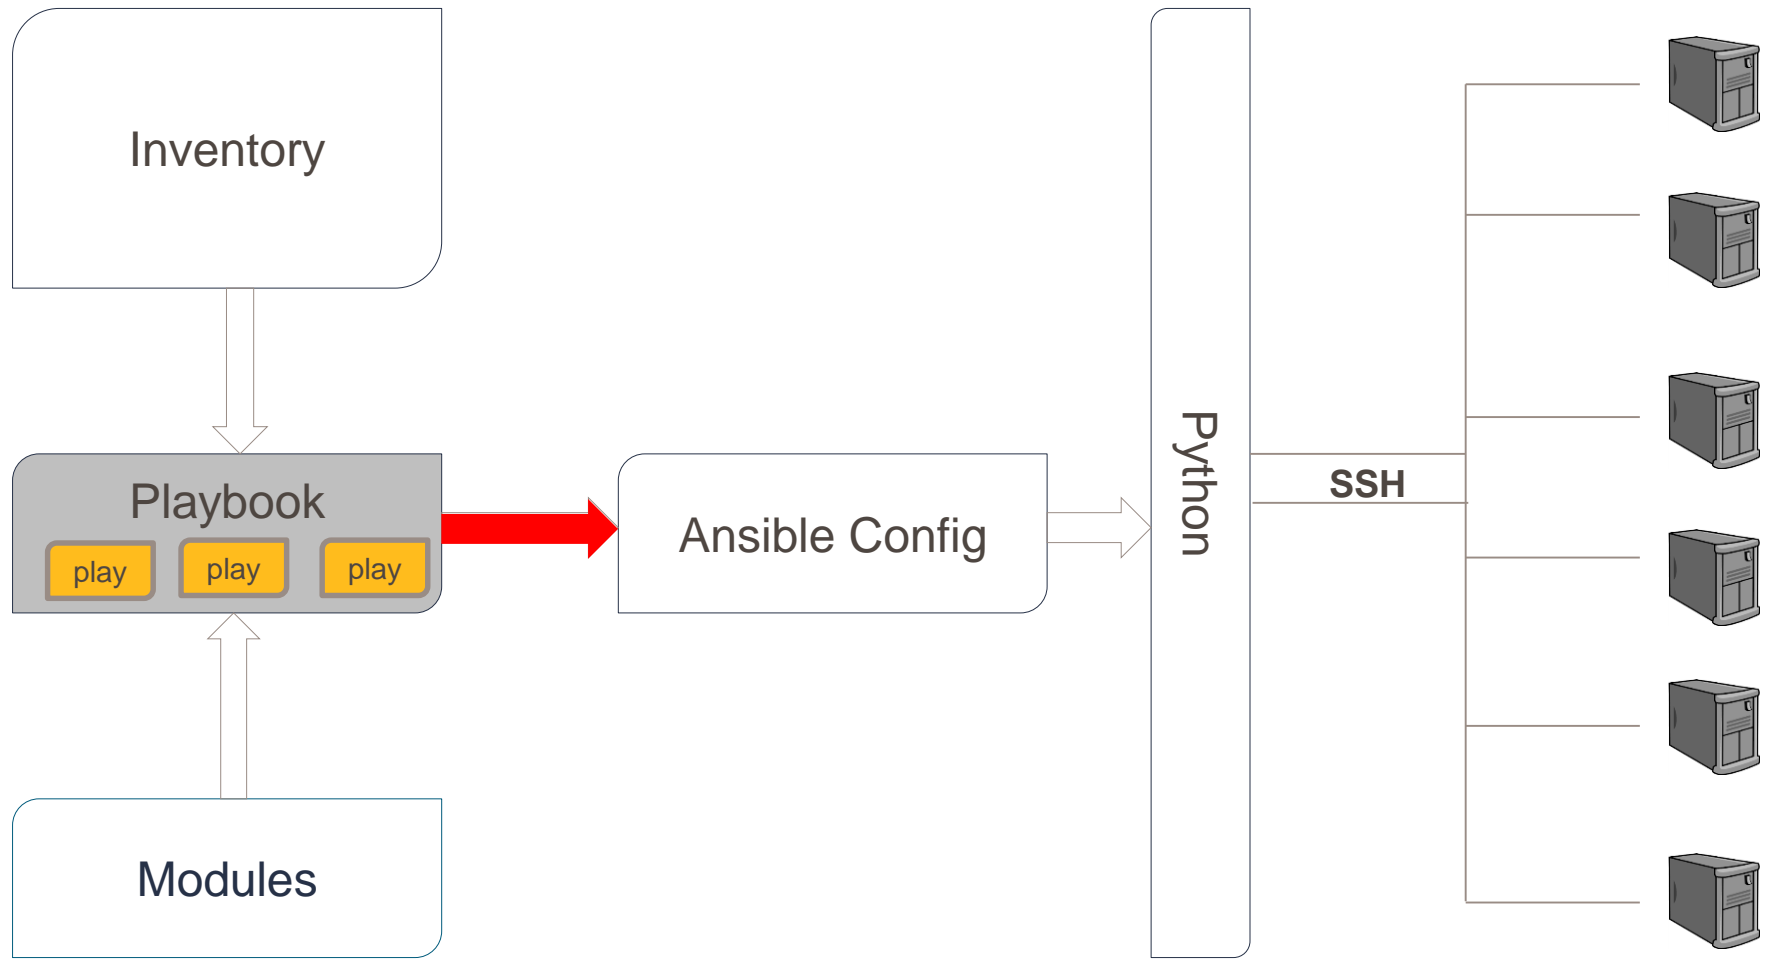 Inventory
Playbook
play
play
play
Ansible Config
Python
SSH
Modules